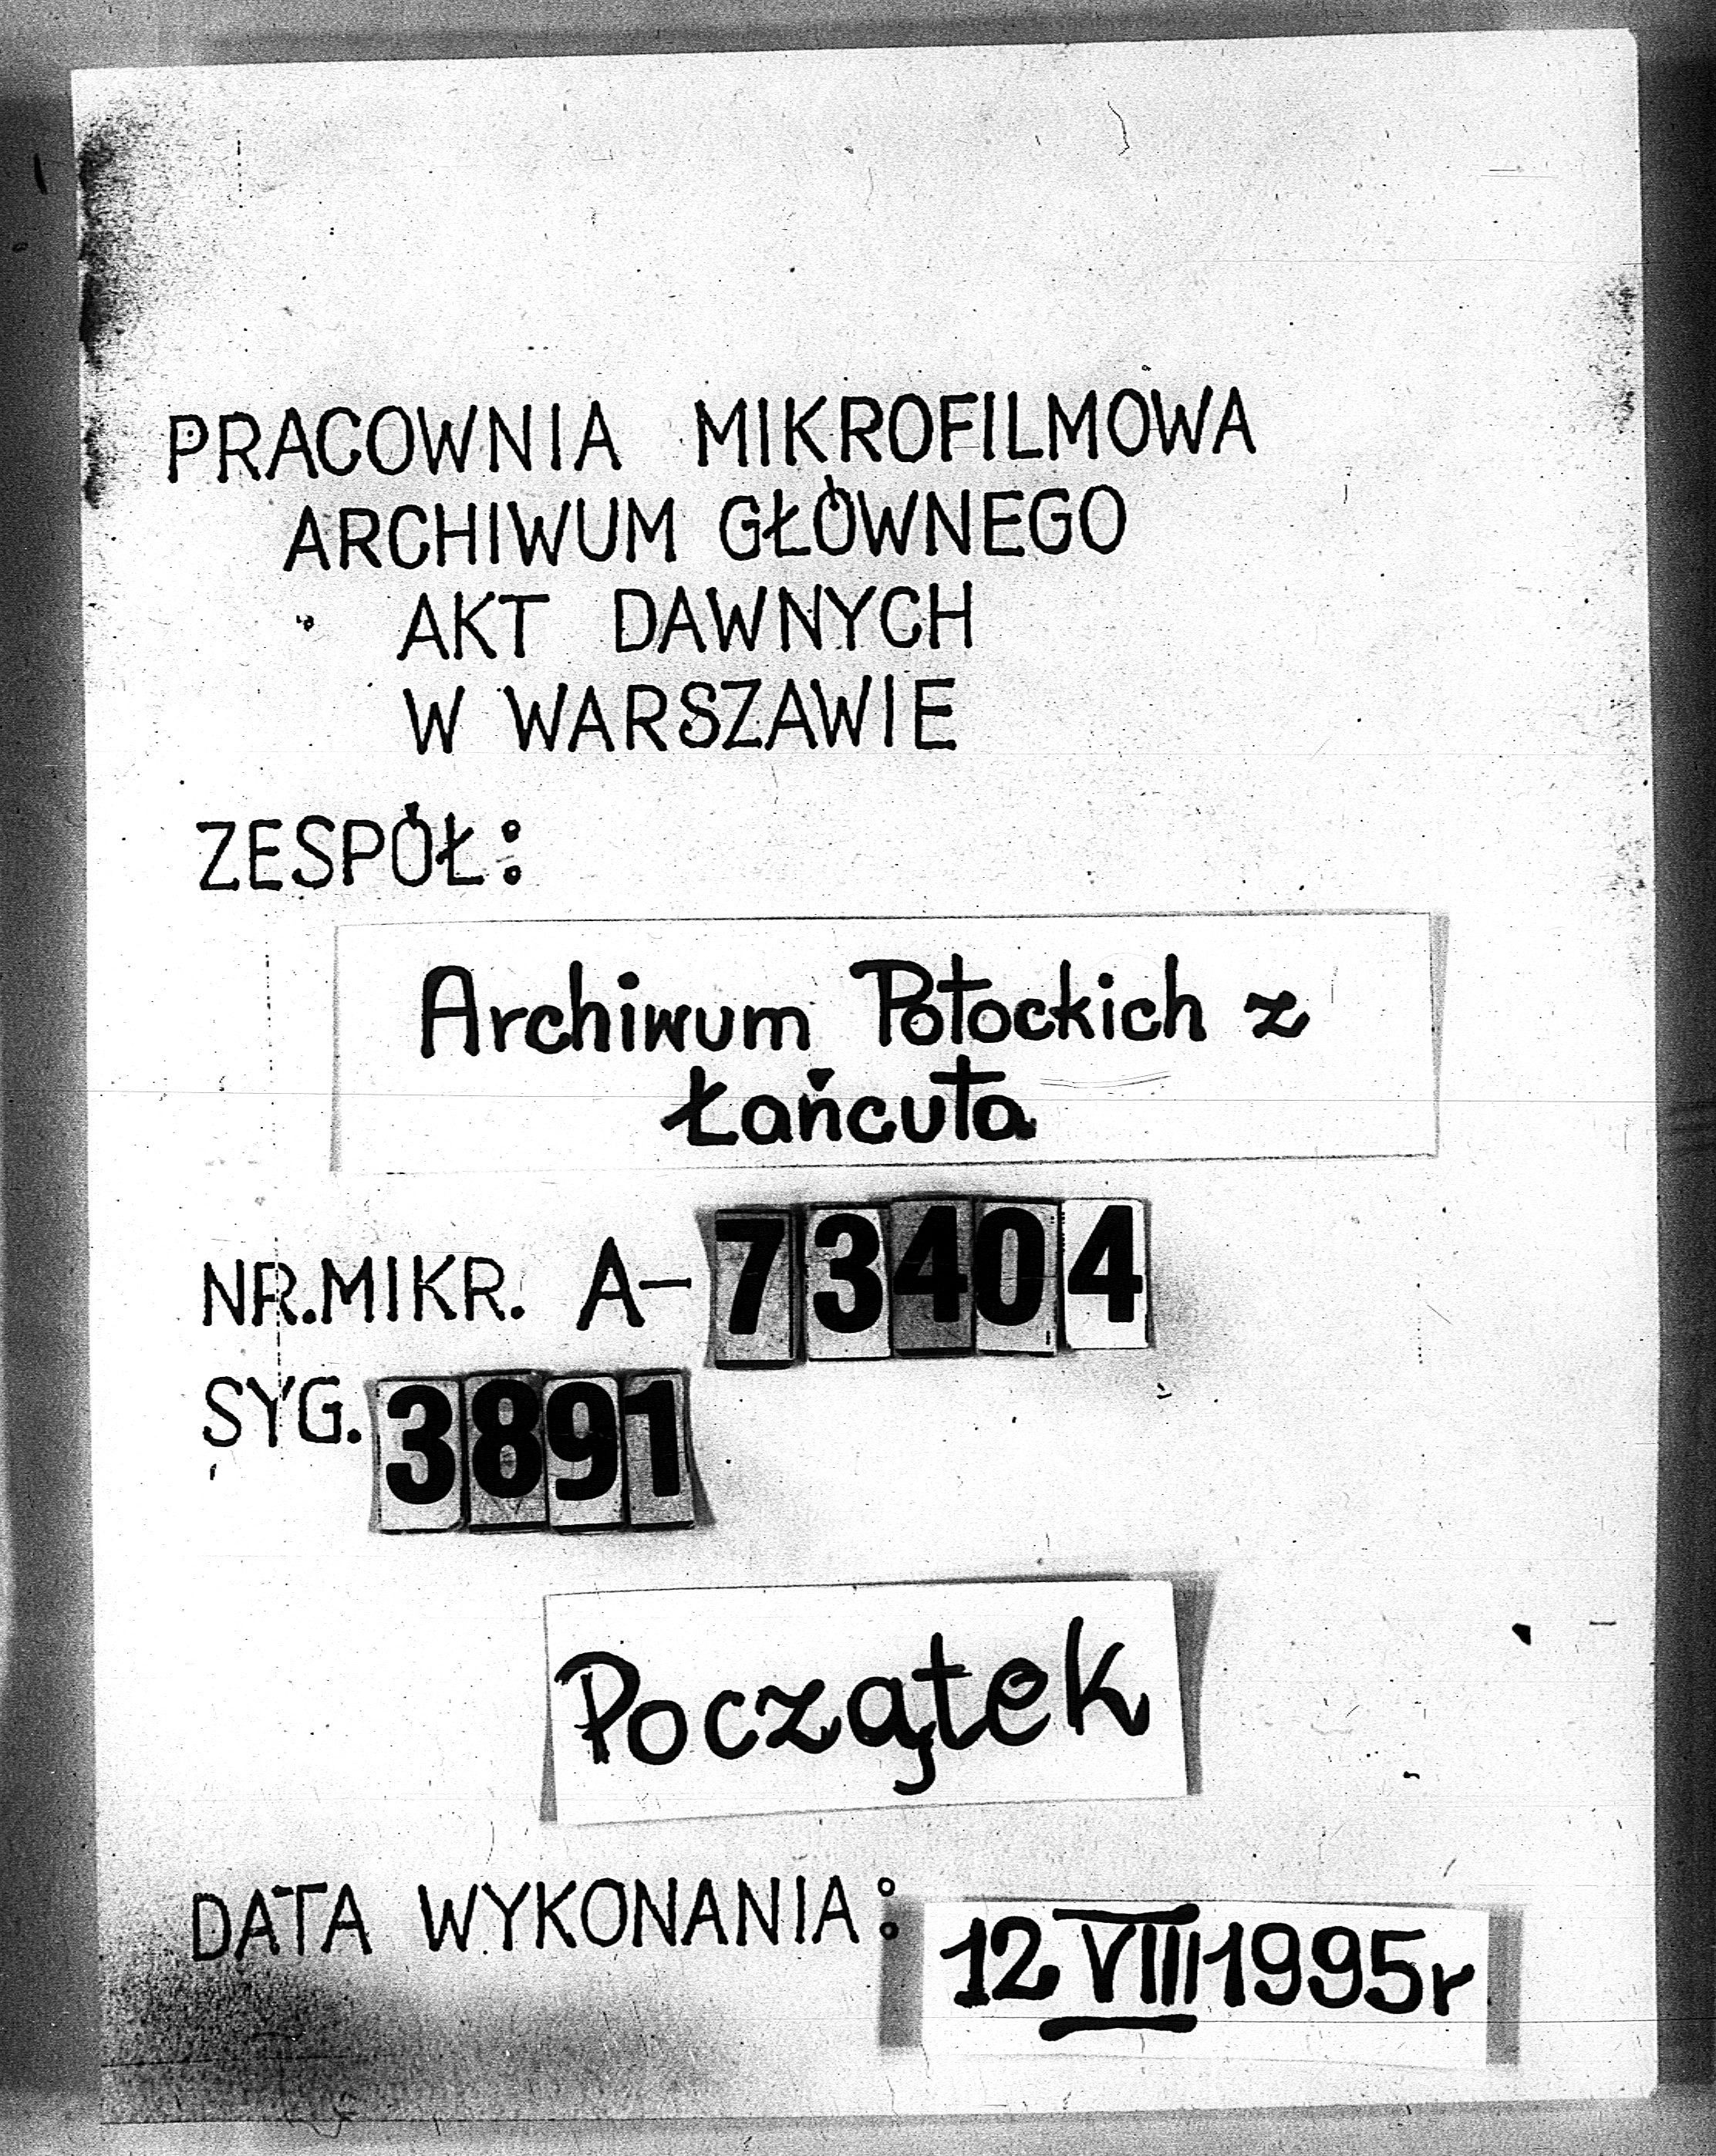 PRACOWNIA MIKROFILMOWA
ARCHIWUM GŁÓWNEGO
AKT DAWNYCH
W WARSZAWIE
ZESPÓŁ:
Archiwum Potockich z
Łańcuta
NR.MIKR. A-73404
SYG. 3891
Początek
DATA WYKONANIA: 12 VIII 1995r